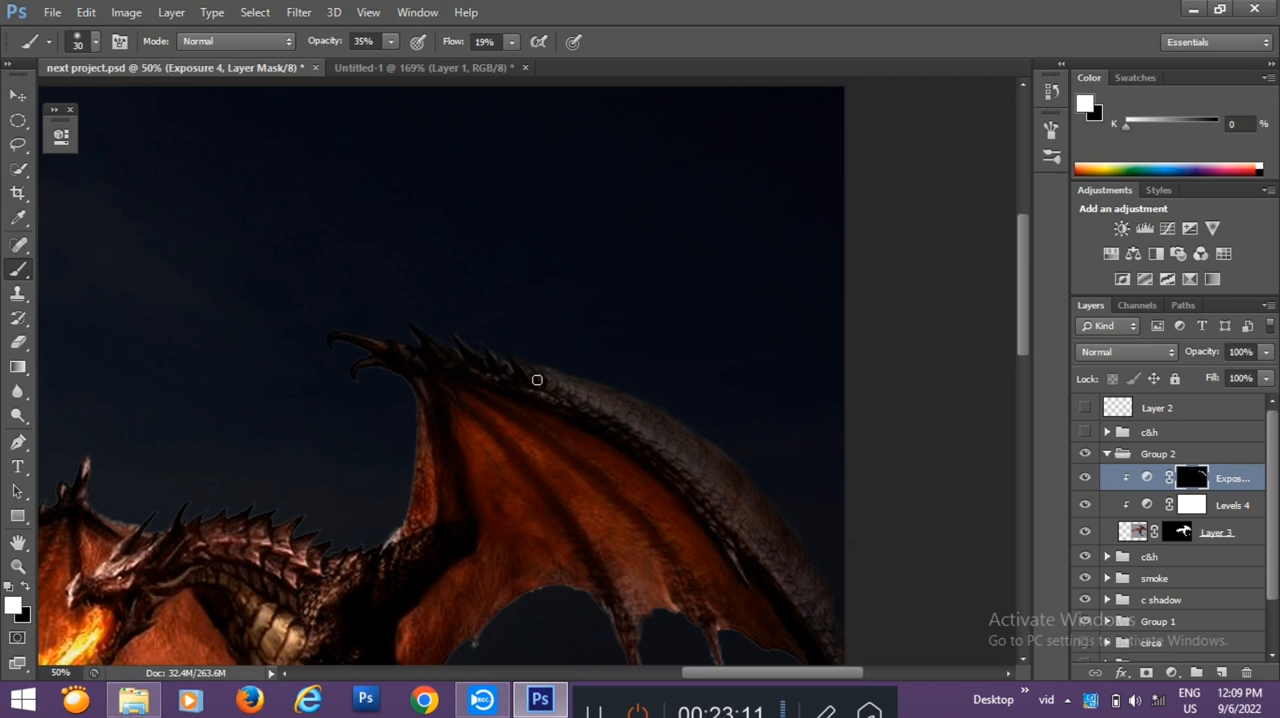 Ps File Edit Image Layer Type Select Filter 3D View Window Help
30 Mode: Normal Opacity: 35% Flow: 19% Essentials
next project.psd @ 50% (Exposure 4, Layer Mask/8) * × Untitled-1 @ 169% (Layer 1, RGB/8) * ×
Color Swatches
K 0 %
Adjustments Styles
Add an adjustment
Layers Channels Paths
Kind
Normal Opacity: 100%
Lock: Fill: 100%
Layer 2
c&h
Group 2
Expos...
Levels 4
Layer 3
c&h
smoke
c shadow
Group 1
circe
Activate Windows
Go to PC settings to activate Windows.
50% Doc: 32.4M/263.6M
REC Ps 00:23:11 Desktop vid ENG 12:09 PM
US 9/6/2022